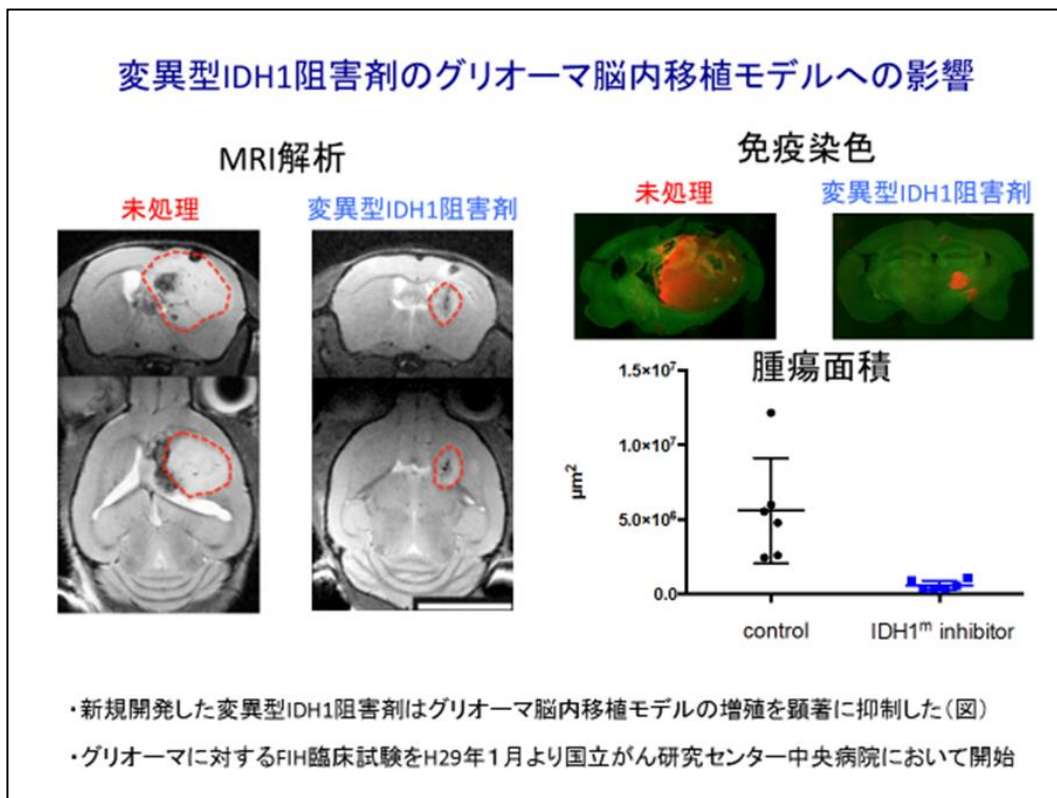 変異型IDH1阻害剤のグリオーマ脳内移植モデルへの影響
MRI解析
未処理
変異型IDH1阻害剤
免疫染色
未処理
変異型IDH1阻害剤
腫瘍面積
1.5×10⁷
1.0×10⁷
5.0×10⁶
0.0
μm²
control
IDH1ᵐ inhibitor
・新規開発した変異型IDH1阻害剤はグリオーマ脳内移植モデルの増殖を顕著に抑制した(図)
・グリオーマに対するFIH臨床試験をH29年1月より国立がん研究センター中央病院において開始